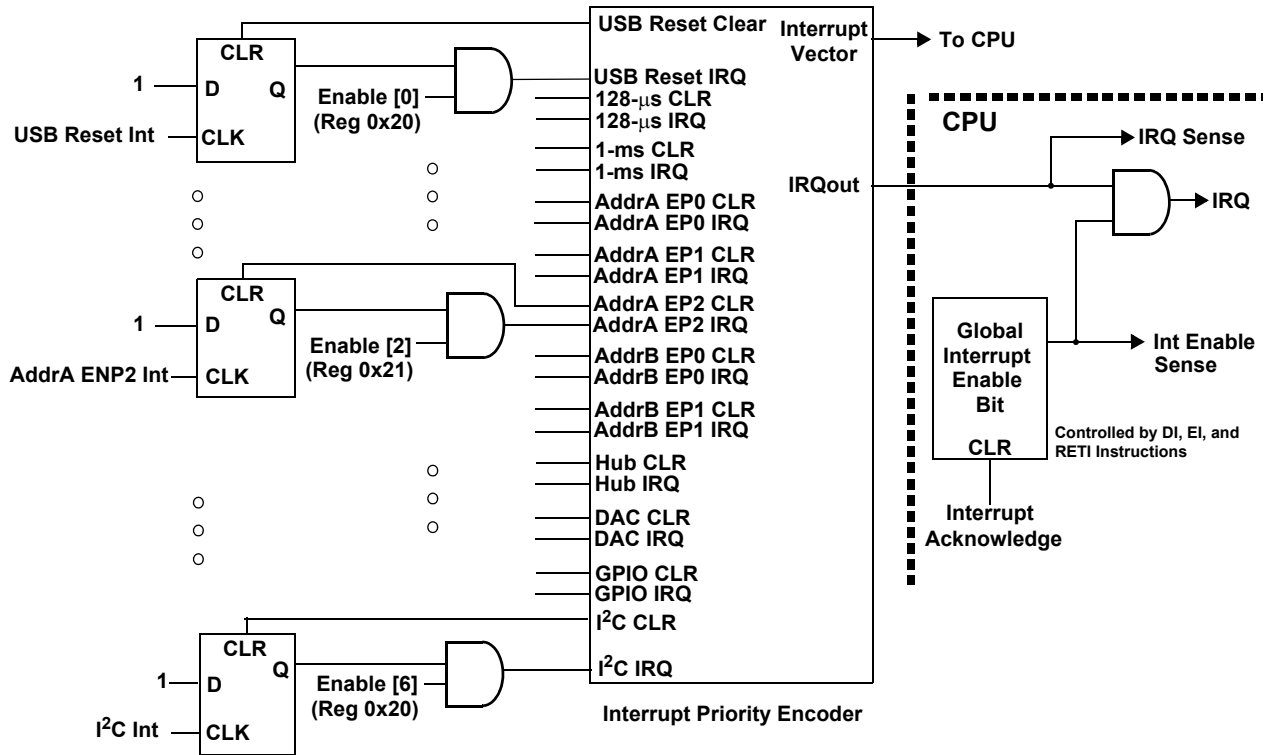 CLR
1
D
Q
USB Reset Int
CLK
Enable [0]
(Reg 0x20)
CLR
1
D
Q
AddrA ENP2 Int
CLK
Enable [2]
(Reg 0x21)
CLR
1
D
Q
I²C Int
CLK
Enable [6]
(Reg 0x20)
USB Reset Clear
USB Reset IRQ
128-μs CLR
128-μs IRQ
1-ms CLR
1-ms IRQ
AddrA EP0 CLR
AddrA EP0 IRQ
AddrA EP1 CLR
AddrA EP1 IRQ
AddrA EP2 CLR
AddrA EP2 IRQ
AddrB EP0 CLR
AddrB EP0 IRQ
AddrB EP1 CLR
AddrB EP1 IRQ
Hub CLR
Hub IRQ
DAC CLR
DAC IRQ
GPIO CLR
GPIO IRQ
I²C CLR
I²C IRQ
Interrupt
Vector
IRQout
Interrupt Priority Encoder
To CPU
CPU
IRQ Sense
IRQ
Global
Interrupt
Enable
Bit
CLR
Int Enable
Sense
Controlled by DI, EI, and
RETI Instructions
Interrupt
Acknowledge